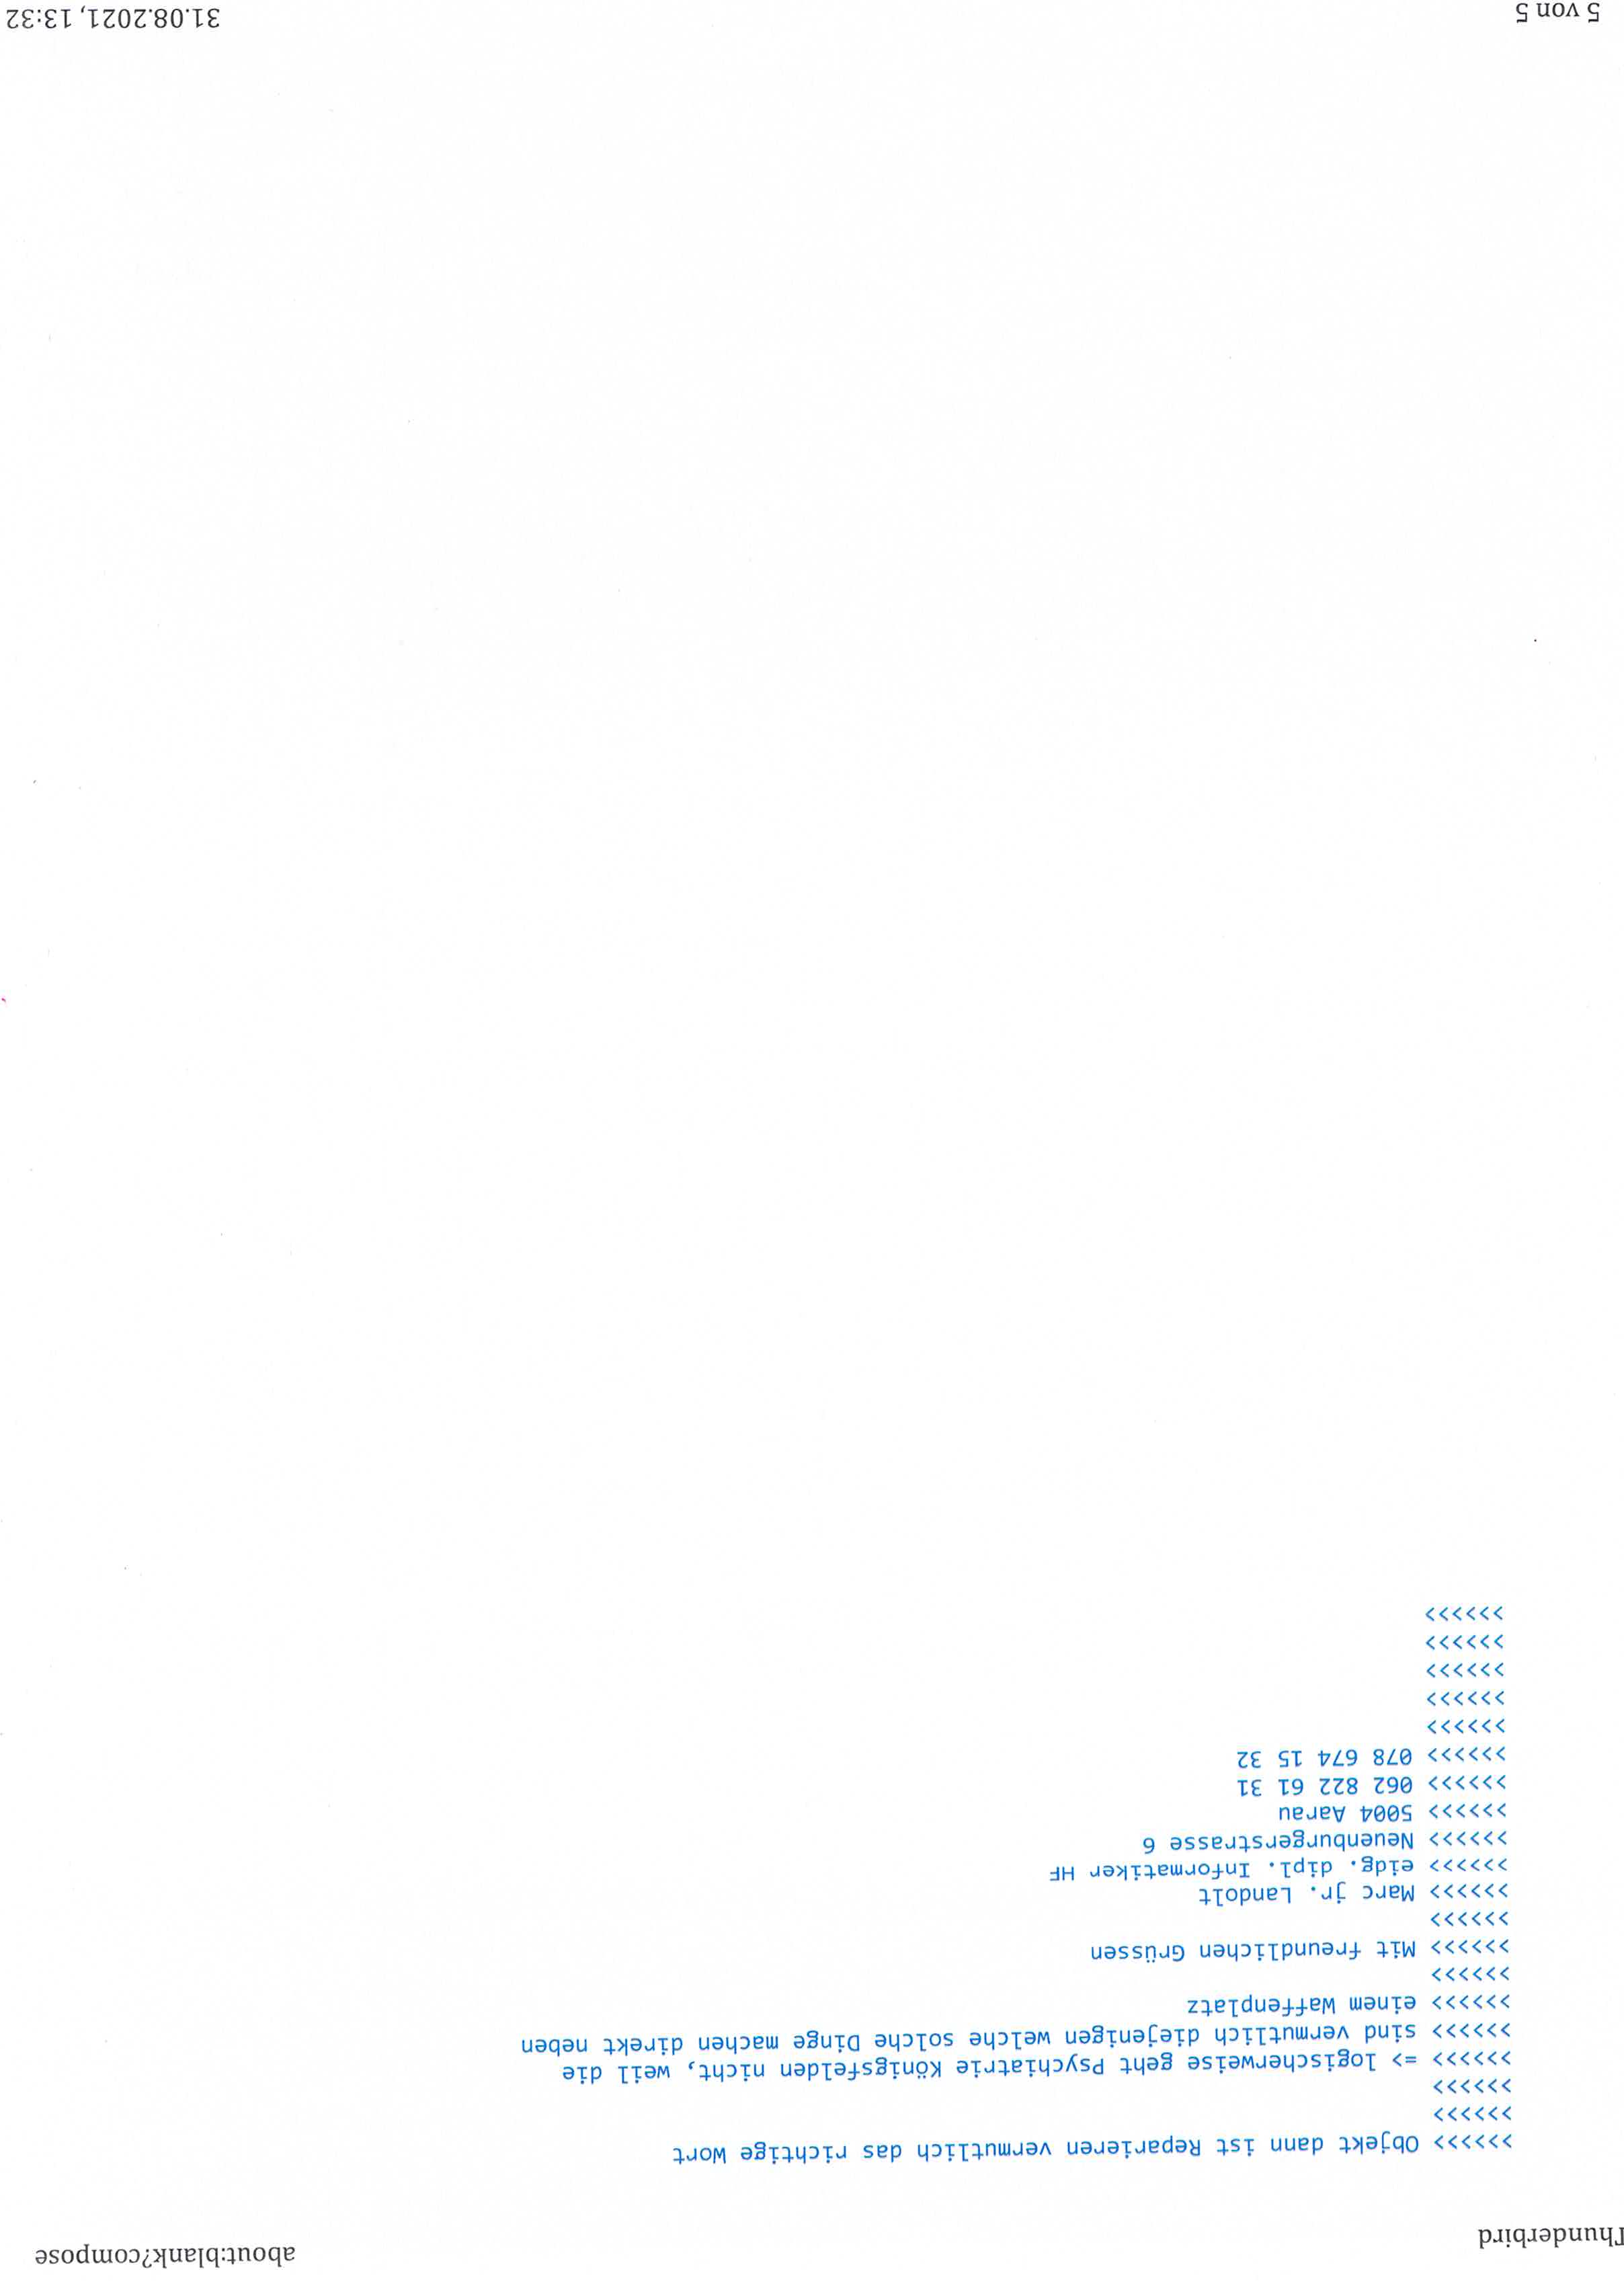 Thunderbird
about:blank?compose
>>>>>> Objekt dann ist Reparieren vermutlich das richtige Wort
>>>>>>
>>>>>>
>>>>>> => logischerweise geht Psychiatrie Königsfelden nicht, weil die
>>>>>> sind vermutlich diejenigen welche solche Dinge machen direkt neben
>>>>>> einem Waffenplatz
>>>>>>
>>>>>> Mit freundlichen Grüssen
>>>>>>
>>>>>> Marc jr. Landolt
>>>>>> eidg. dipl. Informatiker HF
>>>>>> Neuenburgerstrasse 6
>>>>>> 5004 Aarau
>>>>>> 062 822 61 31
>>>>>> 078 674 15 32
>>>>>>
>>>>>>
>>>>>>
>>>>>>
>>>>>>
5 von 5
31.08.2021, 13:32